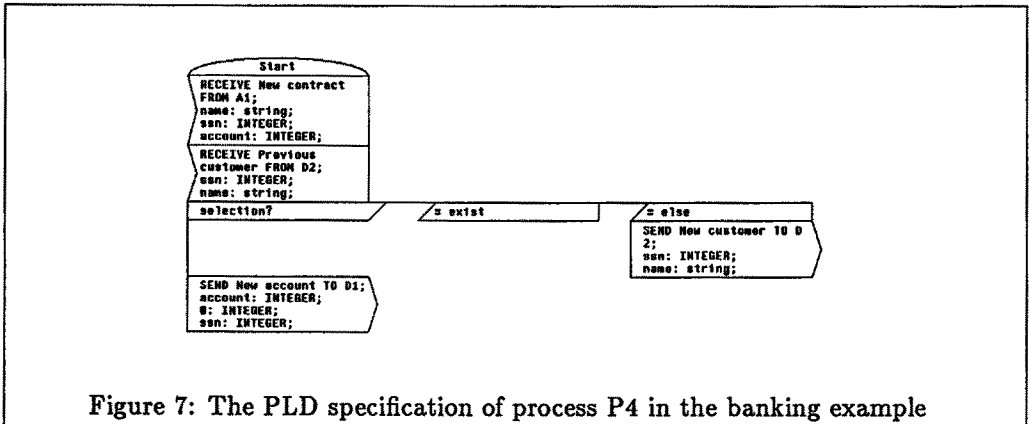 Start
RECEIVE New contract
FROM A1;
name: string;
ssn: INTEGER;
account: INTEGER;
RECEIVE Previous
customer FROM D2;
ssn: INTEGER;
name: string;
selection?
= exist
= else
SEND New customer TO D
2;
ssn: INTEGER;
name: string;
SEND New account TO D1;
account: INTEGER;
0: INTEGER;
ssn: INTEGER;
Figure 7: The PLD specification of process P4 in the banking example